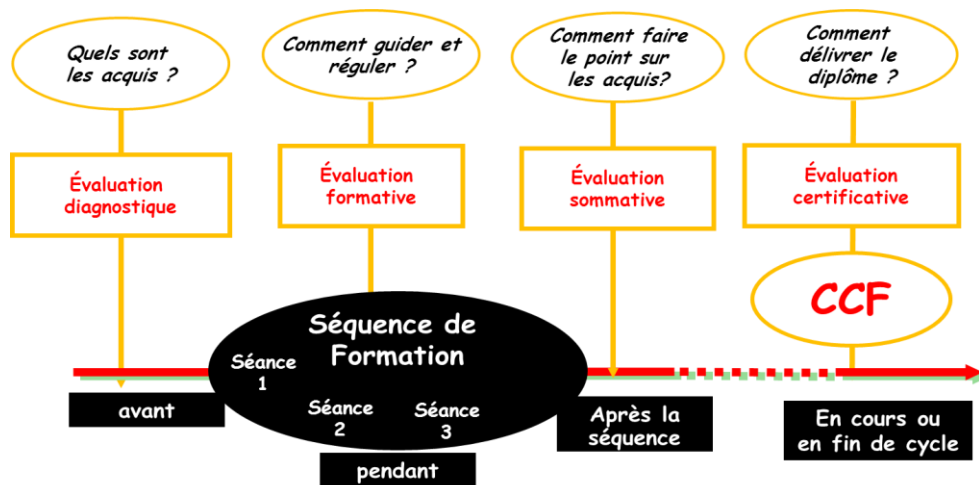 Quels sont
les acquis ?
Comment guider et
réguler ?
Comment faire
le point sur
les acquis?
Comment
délivrer le
diplôme ?
Évaluation
diagnostique
Évaluation
formative
Évaluation
sommative
Évaluation
certificative
CCF
Séquence de
Formation
Séance
1
Séance
2
Séance
3
avant
pendant
Après la
séquence
En cours ou
en fin de cycle